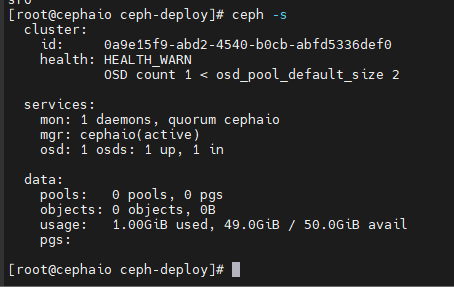 [root@cephaio ceph-deploy]# ceph -s
  cluster:
    id:     0a9e15f9-abd2-4540-b0cb-abfd5336def0
    health: HEALTH_WARN
            OSD count 1 < osd_pool_default_size 2

  services:
    mon: 1 daemons, quorum cephaio
    mgr: cephaio(active)
    osd: 1 osds: 1 up, 1 in

  data:
    pools:   0 pools, 0 pgs
    objects: 0 objects, 0B
    usage:   1.00GiB used, 49.0GiB / 50.0GiB avail
    pgs:

[root@cephaio ceph-deploy]#